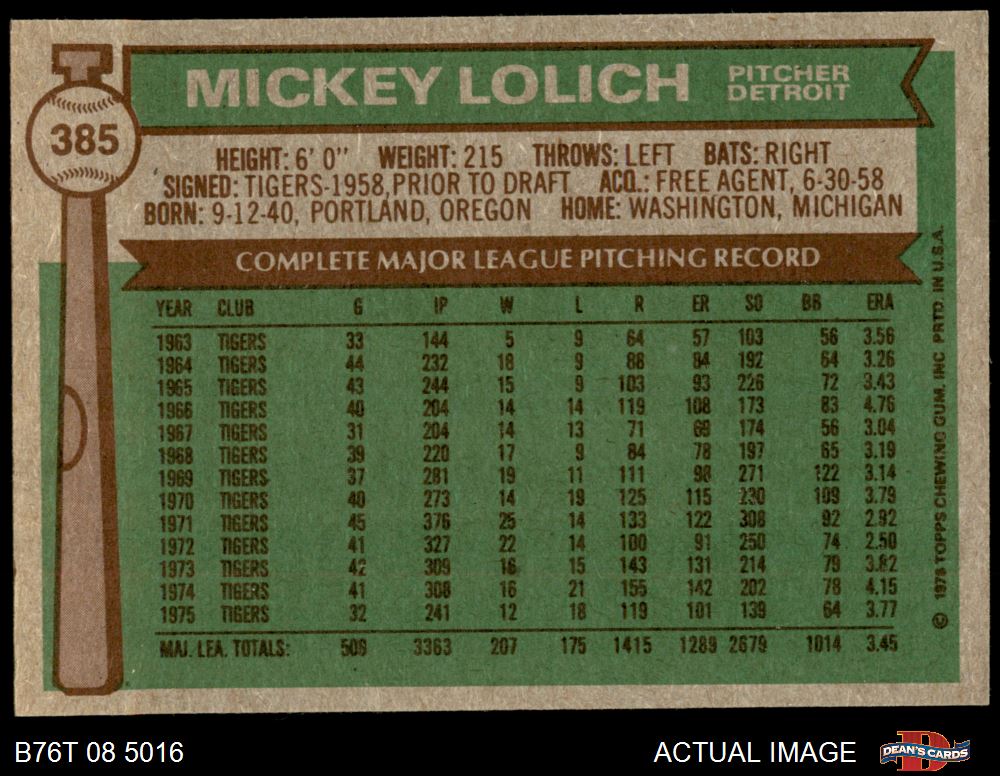 385
MICKEY LOLICH
PITCHER
DETROIT
HEIGHT: 6' 0" WEIGHT: 215 THROWS: LEFT BATS: RIGHT
SIGNED: TIGERS-1958, PRIOR TO DRAFT ACQ.: FREE AGENT, 6-30-58
BORN: 9-12-40, PORTLAND, OREGON HOME: WASHINGTON, MICHIGAN
COMPLETE MAJOR LEAGUE PITCHING RECORD
YEAR CLUB G IP W L R ER SO BB ERA
1963 TIGERS 33 144 5 9 64 57 103 56 3.56
1964 TIGERS 44 232 18 9 88 84 192 64 3.26
1965 TIGERS 43 244 15 9 103 93 226 72 3.43
1966 TIGERS 40 204 14 14 119 108 173 83 4.76
1967 TIGERS 31 204 14 13 71 69 174 56 3.04
1968 TIGERS 39 220 17 9 84 78 197 65 3.19
1969 TIGERS 37 281 19 11 111 98 271 122 3.14
1970 TIGERS 40 273 14 19 125 115 230 109 3.79
1971 TIGERS 45 376 25 14 133 122 308 92 2.92
1972 TIGERS 41 327 22 14 100 91 250 74 2.50
1973 TIGERS 42 309 16 15 143 131 214 79 3.82
1974 TIGERS 41 308 16 21 155 142 202 78 4.15
1975 TIGERS 32 241 12 18 119 101 139 64 3.77
MAJ. LEA. TOTALS: 508 3363 207 175 1415 1289 2679 1014 3.45
© 1976 TOPPS CHEWING GUM, INC PRTD. IN U.S.A.
B76T 08 5016
ACTUAL IMAGE
DEAN'S CARDS